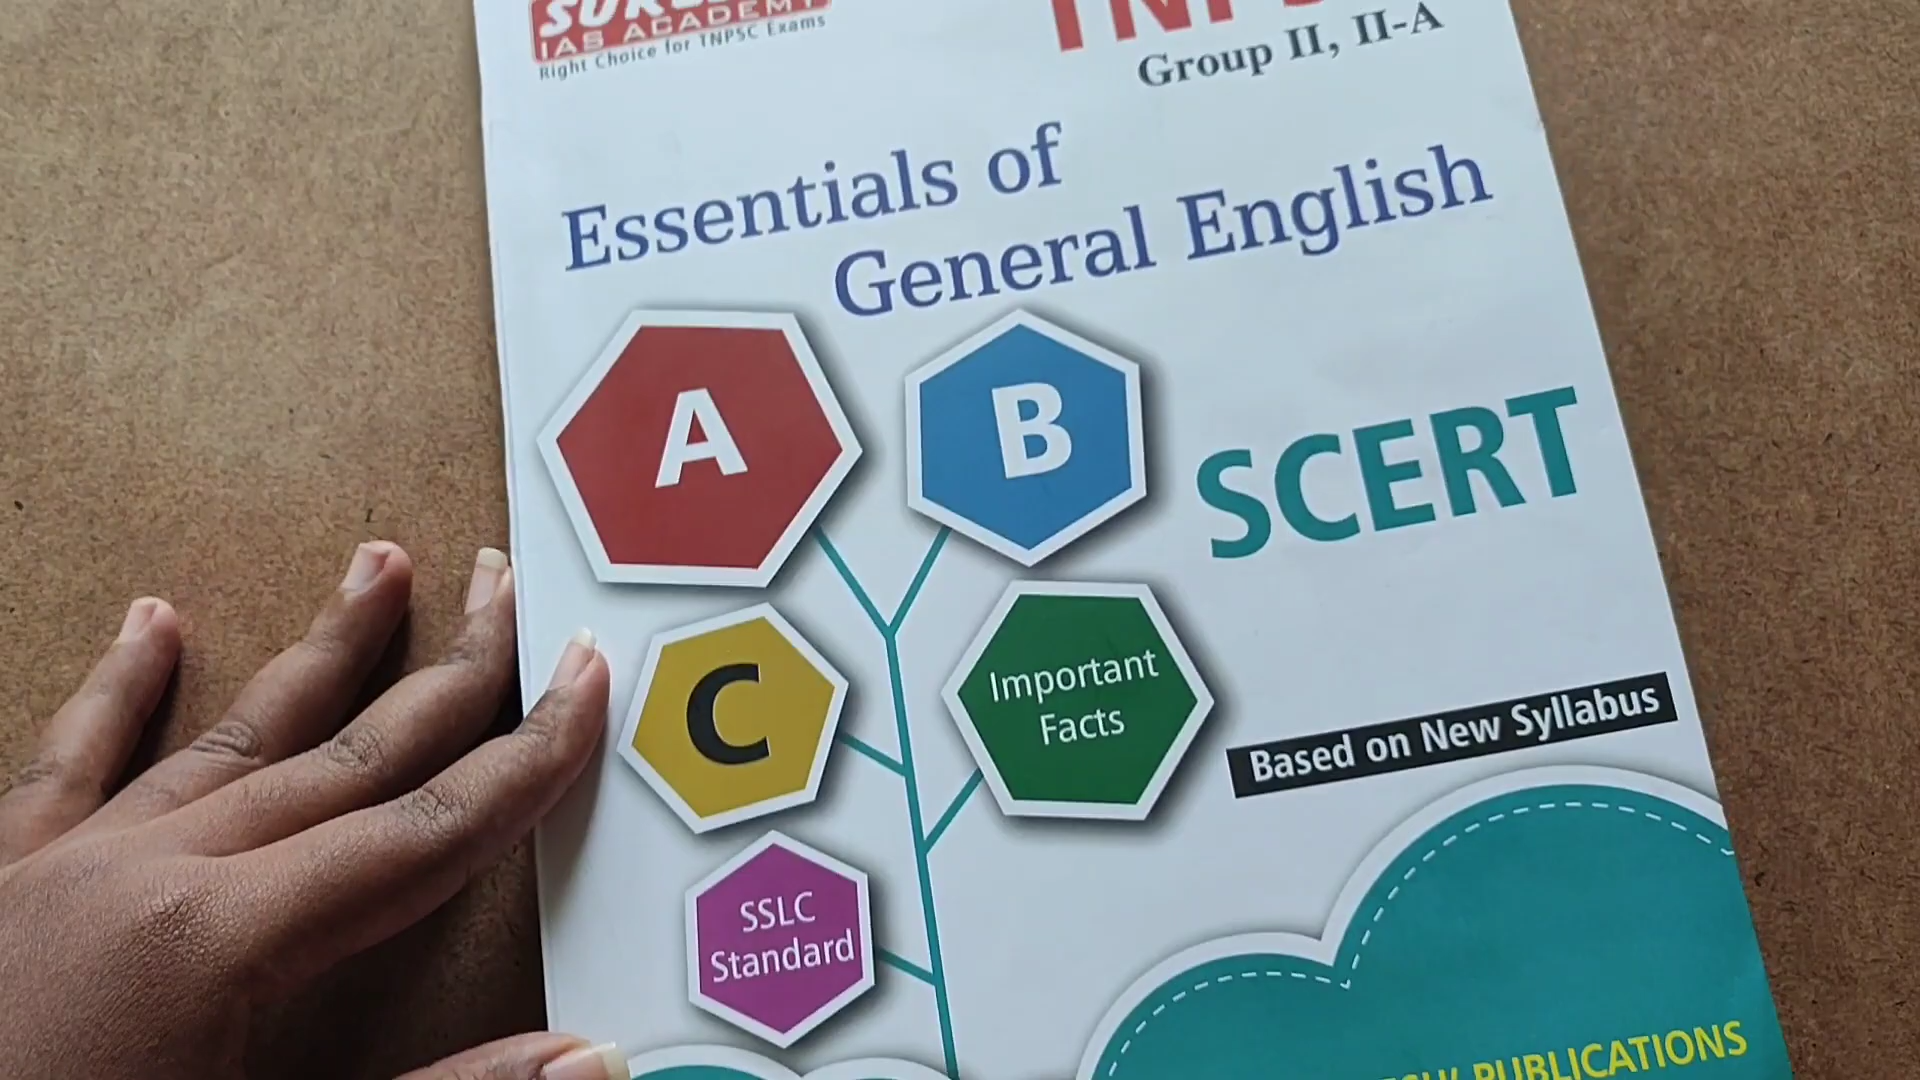 IAS ACADEMY
Right Choice for TNPSC Exams
Group II, II-A
Essentials of
General English
A
B
SCERT
C
Important
Facts
Based on New Syllabus
SSLC
Standard
PUBLICATIONS